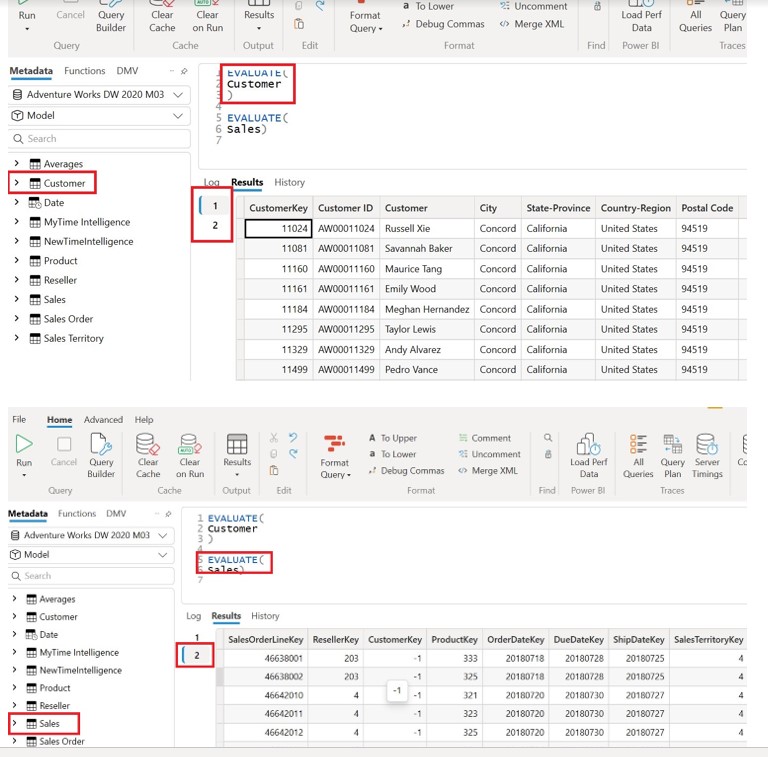 Run Cancel Query Builder Clear Cache Clear on Run Results Format Query To Lower Debug Commas Uncomment Merge XML Load Perf Data All Queries Query Plan
Query Cache Output Edit Format Find Power BI Traces
Metadata Functions DMV
Adventure Works DW 2020 M03
Model
Search
Averages
Customer
Date
MyTime Intelligence
NewTimeIntelligence
Product
Reseller
Sales
Sales Order
Sales Territory
1 EVALUATE(
2 Customer
3 )
4
5 EVALUATE(
6 Sales)
7
Log Results History
1
2
CustomerKey Customer ID Customer City State-Province Country-Region Postal Code
11024 AW00011024 Russell Xie Concord California United States 94519
11081 AW00011081 Savannah Baker Concord California United States 94519
11160 AW00011160 Maurice Tang Concord California United States 94519
11161 AW00011161 Emily Wood Concord California United States 94519
11184 AW00011184 Meghan Hernandez Concord California United States 94519
11295 AW00011295 Taylor Lewis Concord California United States 94519
11329 AW00011329 Andy Alvarez Concord California United States 94519
11499 AW00011499 Pedro Vance Concord California United States 94519
File Home Advanced Help
Run Cancel Query Builder Clear Cache Clear on Run Results Format Query A To Upper a To Lower Debug Commas Comment Uncomment Merge XML Load Perf Data All Queries Query Plan Server Timings
Query Cache Output Edit Format Find Power BI Traces
Metadata Functions DMV
Adventure Works DW 2020 M03
Model
Search
Averages
Customer
Date
MyTime Intelligence
NewTimeIntelligence
Product
Reseller
Sales
Sales Order
1 EVALUATE(
2 Customer
3 )
4
5 EVALUATE(
6 Sales)
7
Log Results History
1
2
SalesOrderLineKey ResellerKey CustomerKey ProductKey OrderDateKey DueDateKey ShipDateKey SalesTerritoryKey
46638001 203 -1 333 20180718 20180728 20180725 4
46638002 203 325 20180718 20180728 20180725 4
-1
46642010 4 -1 321 20180720 20180730 20180727 4
46642011 4 -1 323 20180720 20180730 20180727 4
46642012 4 -1 325 20180720 20180730 20180727 4